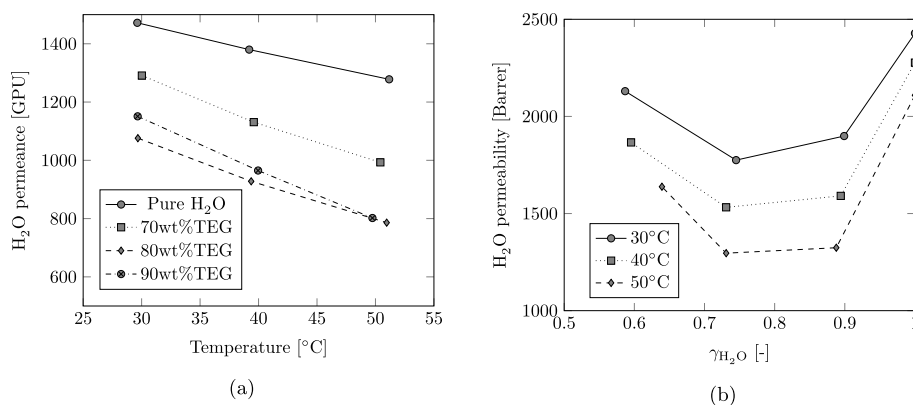 1400
1200
1000
800
600
25 30 35 40 45 50 55
H₂O permeance [GPU]
Temperature [°C]
Pure H₂O
70wt%TEG
80wt%TEG
90wt%TEG
(a)
2500
2000
1500
1000
0.5 0.6 0.7 0.8 0.9
H₂O permeability [Barrer]
γH₂O [-]
30°C
40°C
50°C
(b)